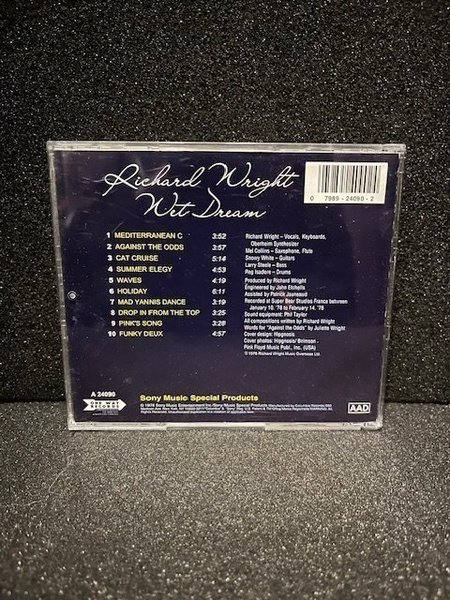 Richard Wright
Wet Dream
0 7989-24090-2
1 MEDITERRANEAN C 3:52
2 AGAINST THE ODDS 3:57
3 CAT CRUISE 5:14
4 SUMMER ELEGY 4:53
5 WAVES 4:19
6 HOLIDAY 6:11
7 MAD YANNIS DANCE 3:19
8 DROP IN FROM THE TOP 3:25
9 PINK'S SONG 3:28
10 FUNKY DEUX 4:57
Richard Wright – Vocals, Keyboards,
Oberheim Synthesizer
Mel Collins – Saxophone, Flute
Snowy White – Guitars
Larry Steele – Bass
Reg Isadore – Drums
Produced by Richard Wright
Engineered by John Etchells
Assisted by Patrick Jauneaud
Recorded at Super Bear Studios France between
January 10, '78 to February 14, '78
Sound equipment: Phil Taylor
All compositions written by Richard Wright
Words for "Against the Odds" by Juliette Wright
Cover design: Hipgnosis
Cover photos: Hipgnosis/ Brimson
Pink Floyd Music Publ., Inc. (USA)
© 1978 Richard Wright Music Overseas Ltd.
A 24090
ONE WAY
RECORDS
Sony Music Special Products
AAD